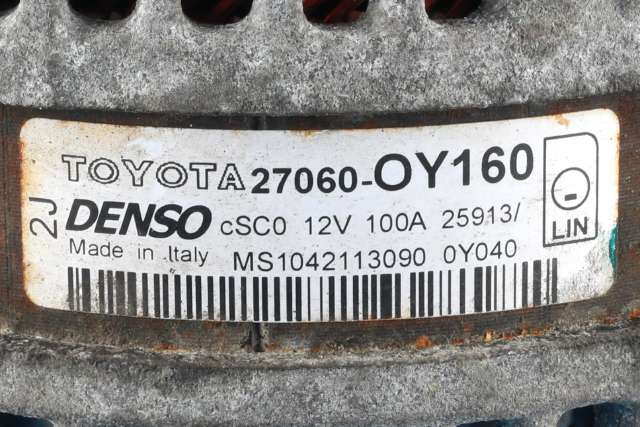 TOYOTA 27060-OY160
2J
DENSO cSC0 12V 100A 25913/
LIN
Made in Italy MS1042113090 0Y040